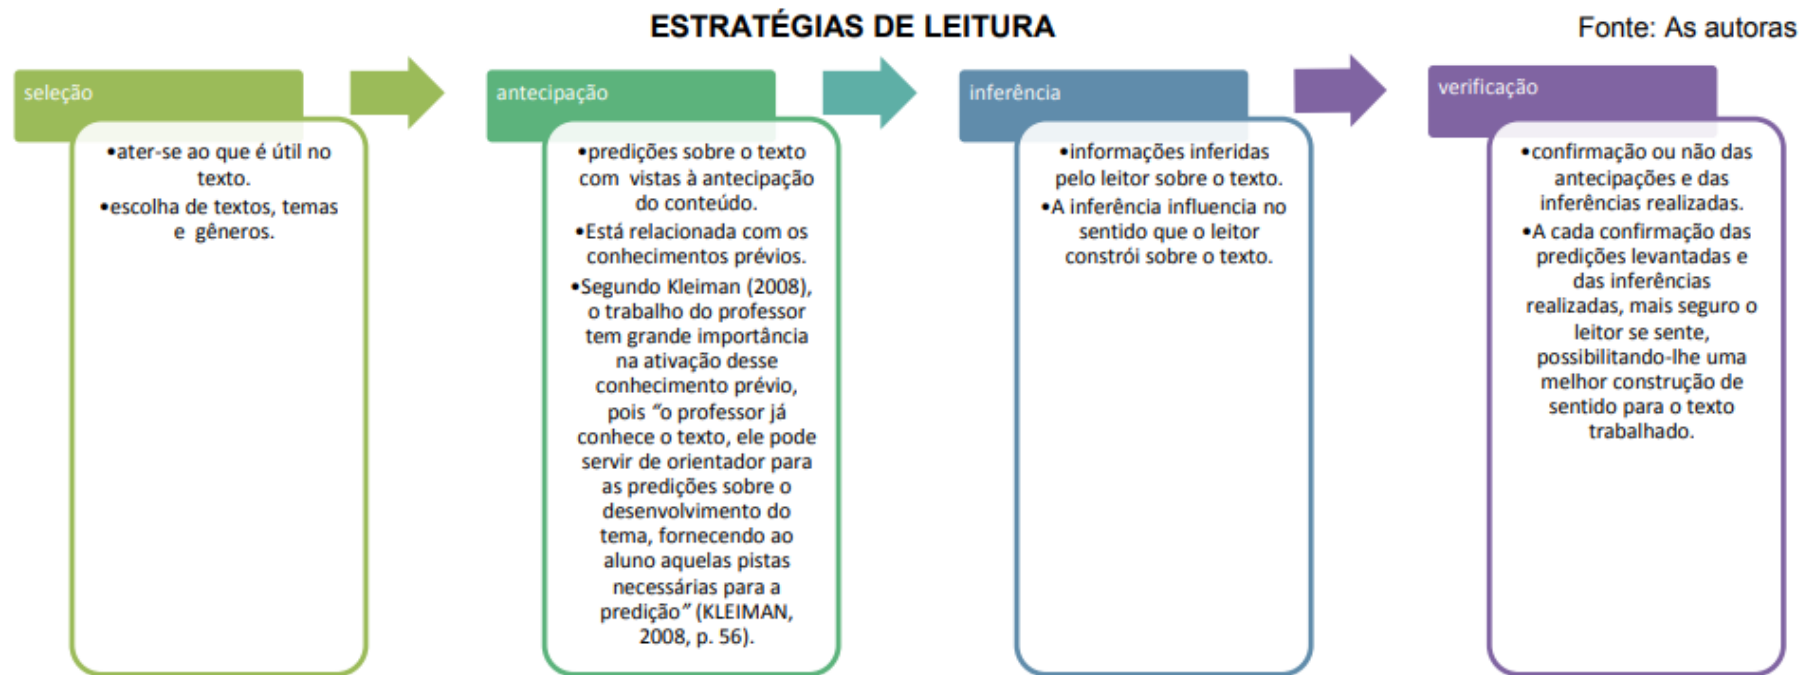 ESTRATÉGIAS DE LEITURA
Fonte: As autoras
seleção
•ater-se ao que é útil no
texto.
•escolha de textos, temas
e gêneros.
antecipação
•predições sobre o texto
com vistas à antecipação
do conteúdo.
•Está relacionada com os
conhecimentos prévios.
•Segundo Kleiman (2008),
o trabalho do professor
tem grande importância
na ativação desse
conhecimento prévio,
pois “o professor já
conhece o texto, ele pode
servir de orientador para
as predições sobre o
desenvolvimento do
tema, fornecendo ao
aluno aquelas pistas
necessárias para a
predição” (KLEIMAN,
2008, p. 56).
inferência
•informações inferidas
pelo leitor sobre o texto.
•A inferência influencia no
sentido que o leitor
constrói sobre o texto.
verificação
•confirmação ou não das
antecipações e das
inferências realizadas.
•A cada confirmação das
predições levantadas e
das inferências
realizadas, mais seguro o
leitor se sente,
possibilitando-lhe uma
melhor construção de
sentido para o texto
trabalhado.